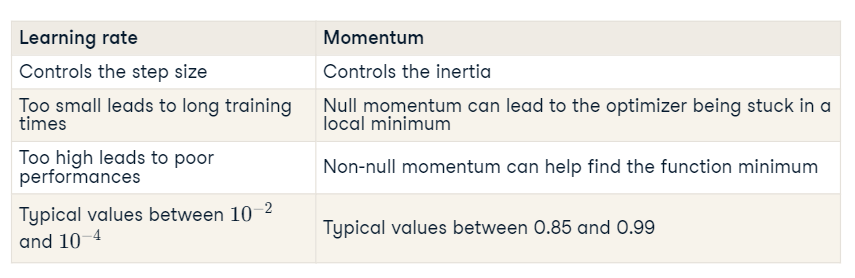 Learning rate
Momentum
Controls the step size
Controls the inertia
Too small leads to long training
times
Null momentum can lead to the optimizer being stuck in a
local minimum
Too high leads to poor
performances
Non-null momentum can help find the function minimum
Typical values between 10⁻²
and 10⁻⁴
Typical values between 0.85 and 0.99